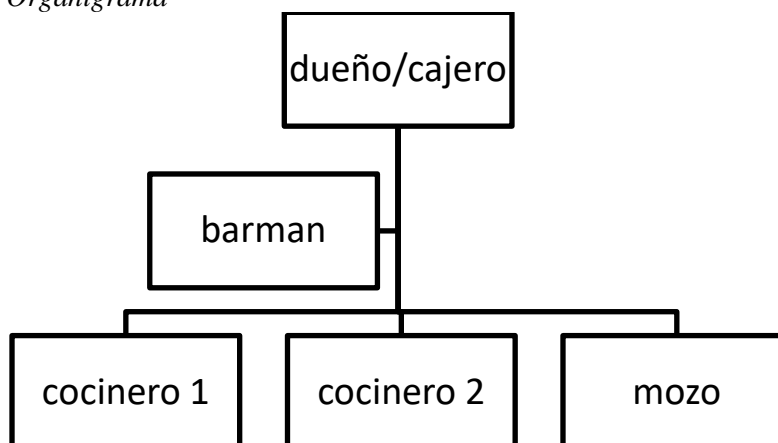 Organigrama
dueño/cajero
barman
cocinero 1
cocinero 2
mozo